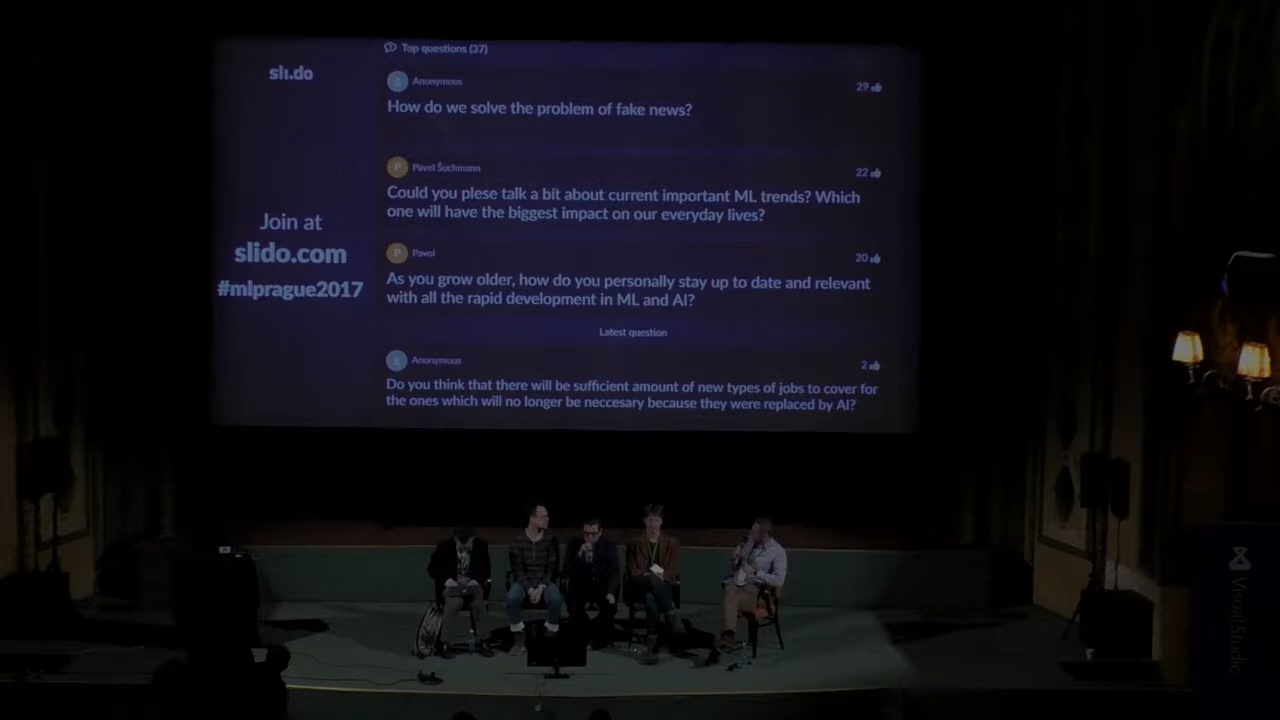 Top questions (37)
sli.do
Anonymous
29
How do we solve the problem of fake news?
Pavel Šuchmann
22
Could you plese talk a bit about current important ML trends? Which
one will have the biggest impact on our everyday lives?
Join at
slido.com
#mlprague2017
Pavol
20
As you grow older, how do you personally stay up to date and relevant
with all the rapid development in ML and AI?
Latest question
Anonymous
2
Do you think that there will be sufficient amount of new types of jobs to cover for
the ones which will no longer be neccesary because they were replaced by AI?
Visual Studio